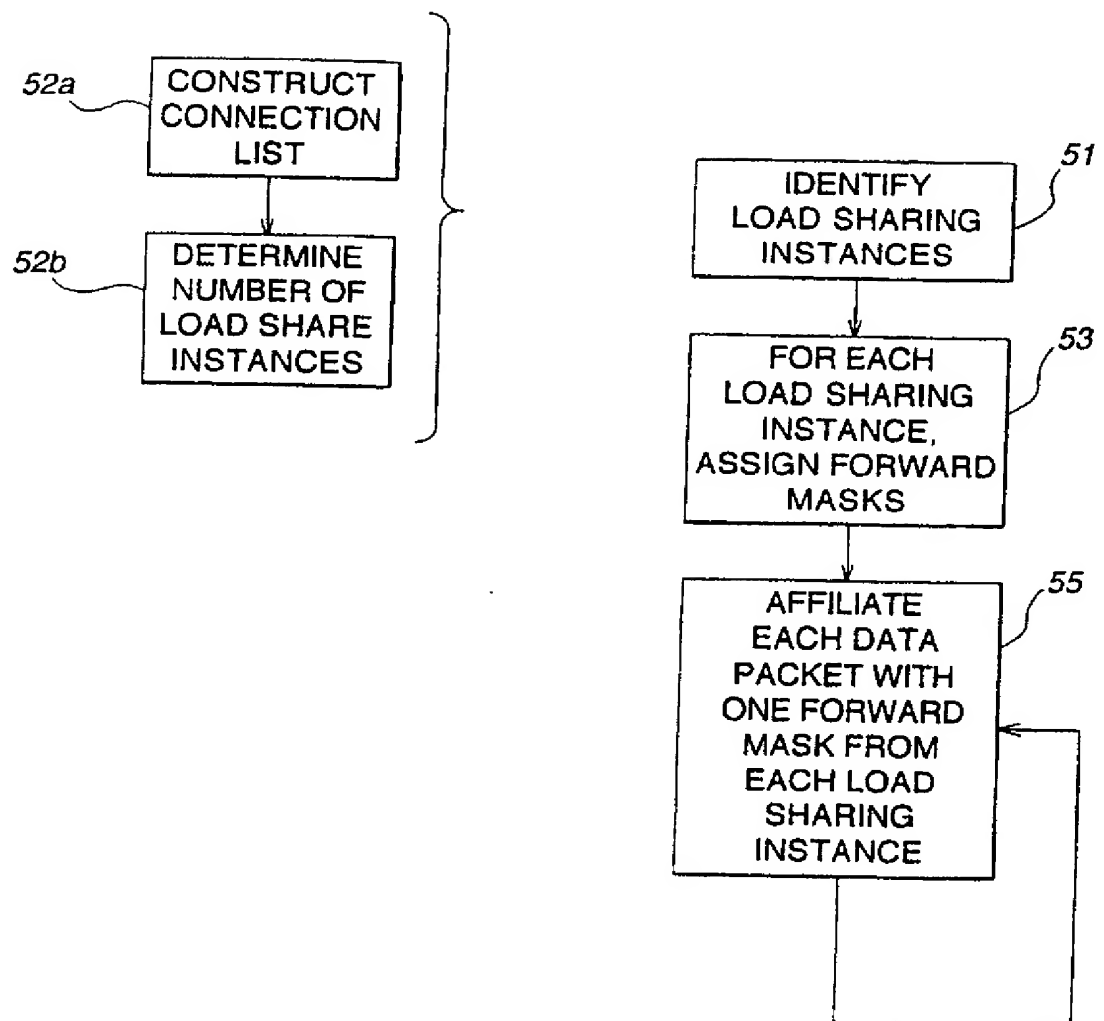 52a
CONSTRUCT
CONNECTION
LIST
52b
DETERMINE
NUMBER OF
LOAD SHARE
INSTANCES
51
IDENTIFY
LOAD SHARING
INSTANCES
53
FOR EACH
LOAD SHARING
INSTANCE,
ASSIGN FORWARD
MASKS
55
AFFILIATE
EACH DATA
PACKET WITH
ONE FORWARD
MASK FROM
EACH LOAD
SHARING
INSTANCE